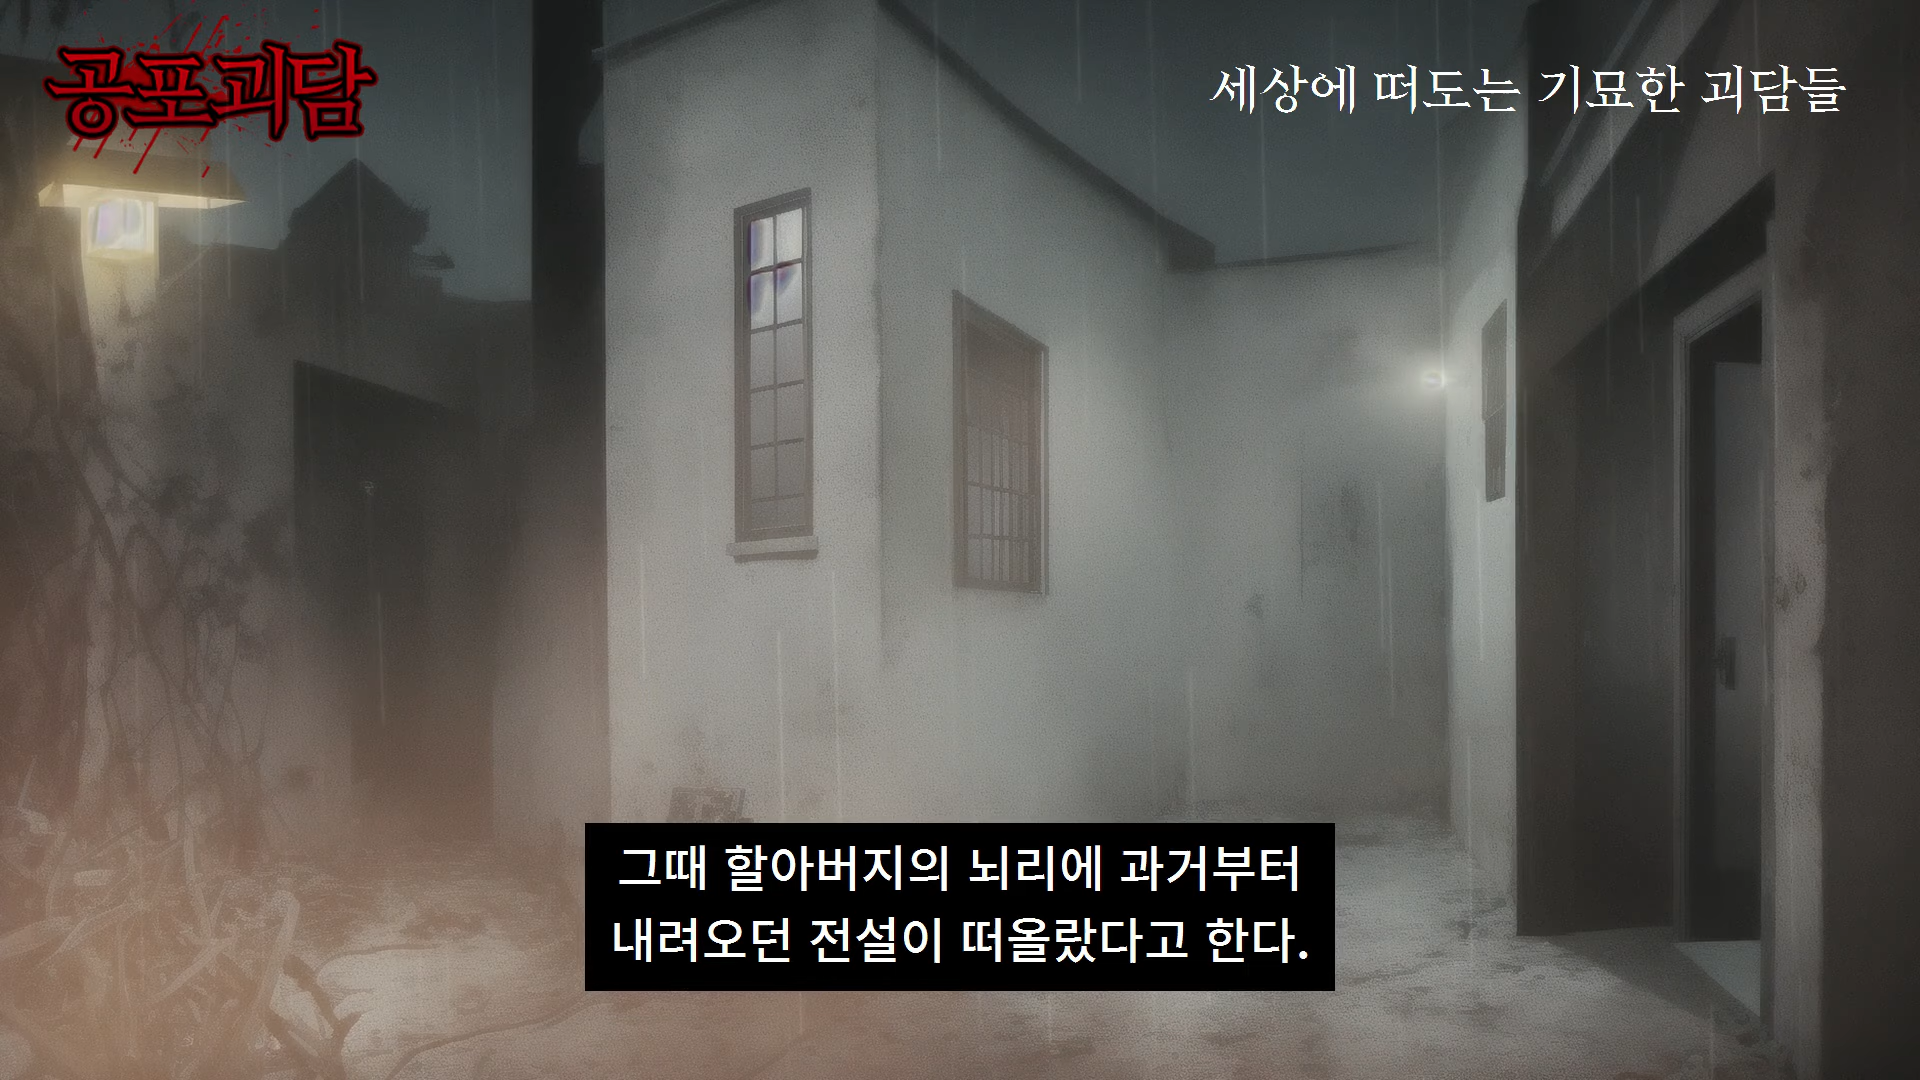 공포괴담
세상에 떠도는 기묘한 괴담들
그때 할아버지의 뇌리에 과거부터
내려오던 전설이 떠올랐다고 한다.